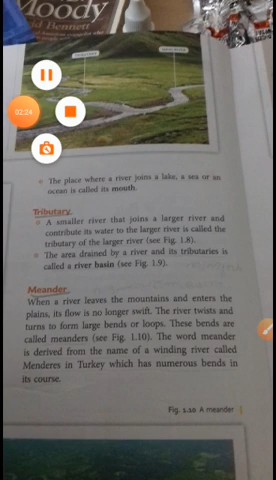 Moody
d Bennett
02:24
The place where a river joins a lake, a sea or an
ocean is called its mouth.
Tributary
A smaller river that joins a larger river and
contribute its water to the larger river is called the
tributary of the larger river (see Fig. 1.8).
The area drained by a river and its tributaries is
called a river basin (see Fig. 1.9).
Meander
When a river leaves the mountains and enters the
plains, its flow is no longer swift. The river twists and
turns to form large bends or loops. These bends are
called meanders (see Fig. 1.10). The word meander
is derived from the name of a winding river called
Menderes in Turkey which has numerous bends in
its course.
Fig. 1.10 A meander